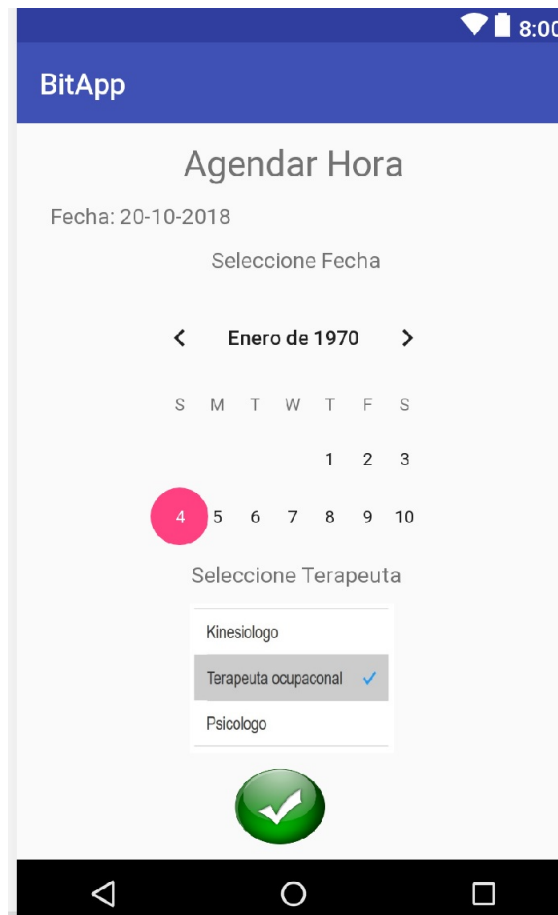 8:00
BitApp
Agendar Hora
Fecha: 20-10-2018
Seleccione Fecha
Enero de 1970
S M T W T F S
1 2 3
4 5 6 7 8 9 10
Seleccione Terapeuta
Kinesiologo
Terapeuta ocupaconal
Psicologo